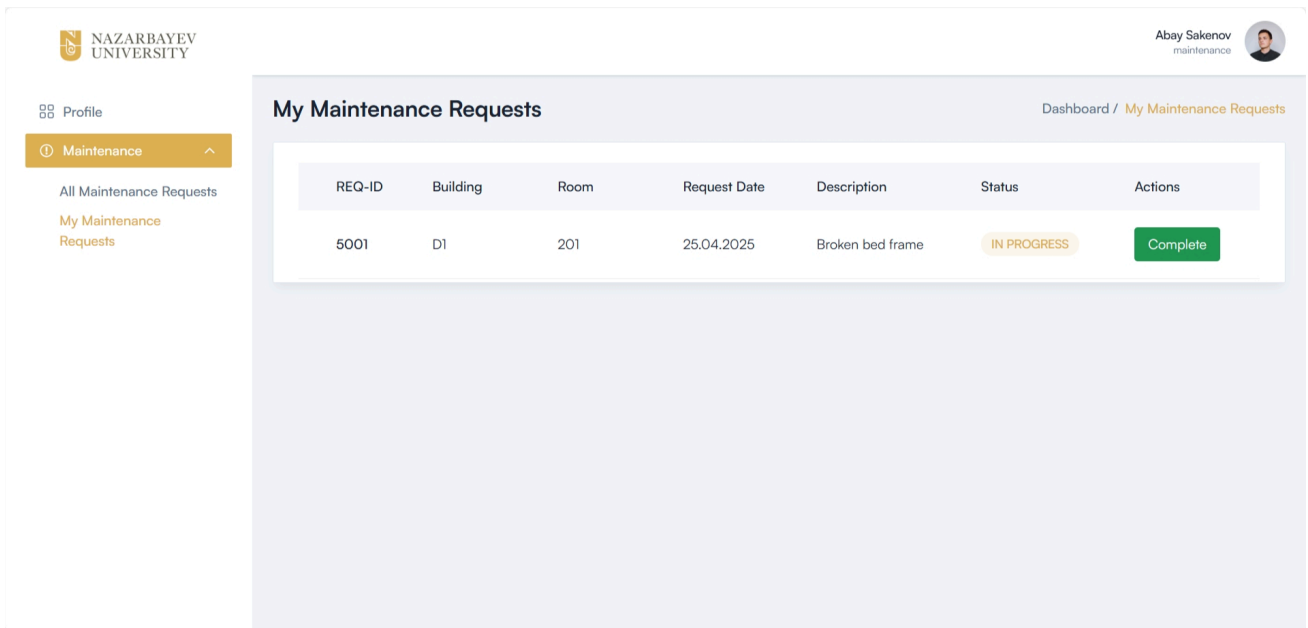 NAZARBAYEV
UNIVERSITY
Abay Sakenov
maintenance
Profile
Maintenance
All Maintenance Requests
My Maintenance
Requests
My Maintenance Requests
Dashboard / My Maintenance Requests
REQ-ID Building Room Request Date Description Status Actions
5001 D1 201 25.04.2025 Broken bed frame IN PROGRESS Complete